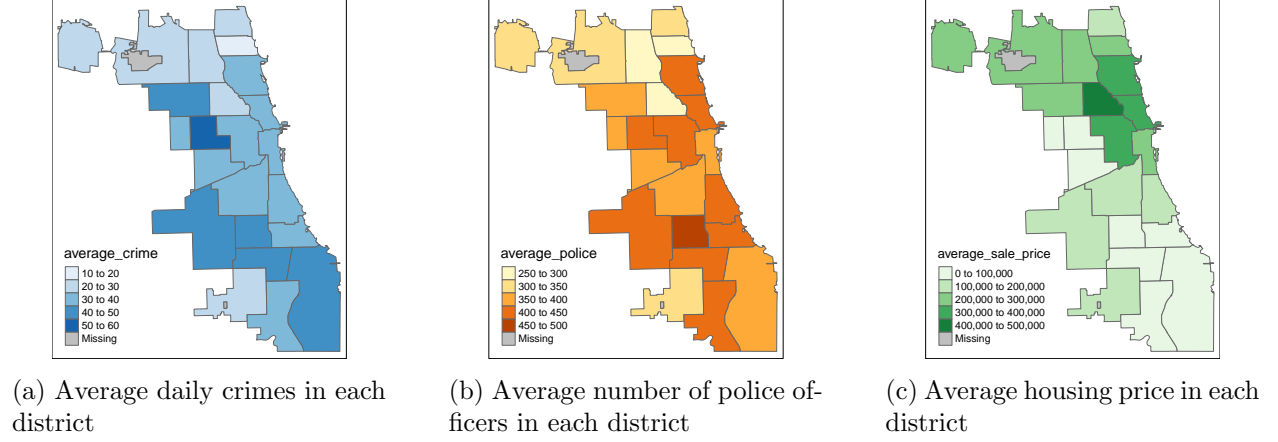 average_crime
10 to 20
20 to 30
30 to 40
40 to 50
50 to 60
Missing
(a) Average daily crimes in each
district
average_police
250 to 300
300 to 350
350 to 400
400 to 450
450 to 500
Missing
(b) Average number of police of-
ficers in each district
average_sale_price
0 to 100,000
100,000 to 200,000
200,000 to 300,000
300,000 to 400,000
400,000 to 500,000
Missing
(c) Average housing price in each
district